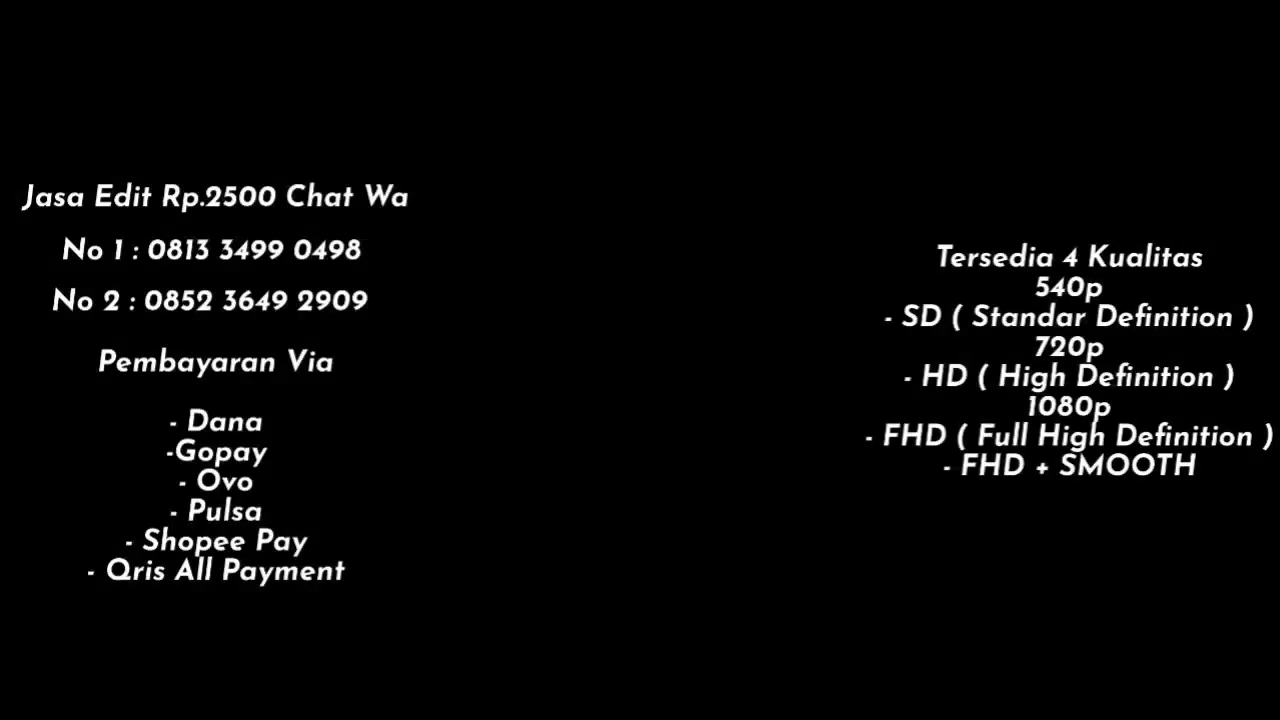 Jasa Edit Rp.2500 Chat Wa
No 1 : 0813 3499 0498
No 2 : 0852 3649 2909
Pembayaran Via
- Dana
-Gopay
- Ovo
- Pulsa
- Shopee Pay
- Qris All Payment
Tersedia 4 Kualitas
540p
- SD ( Standar Definition )
720p
- HD ( High Definition )
1080p
- FHD ( Full High Definition )
- FHD + SMOOTH